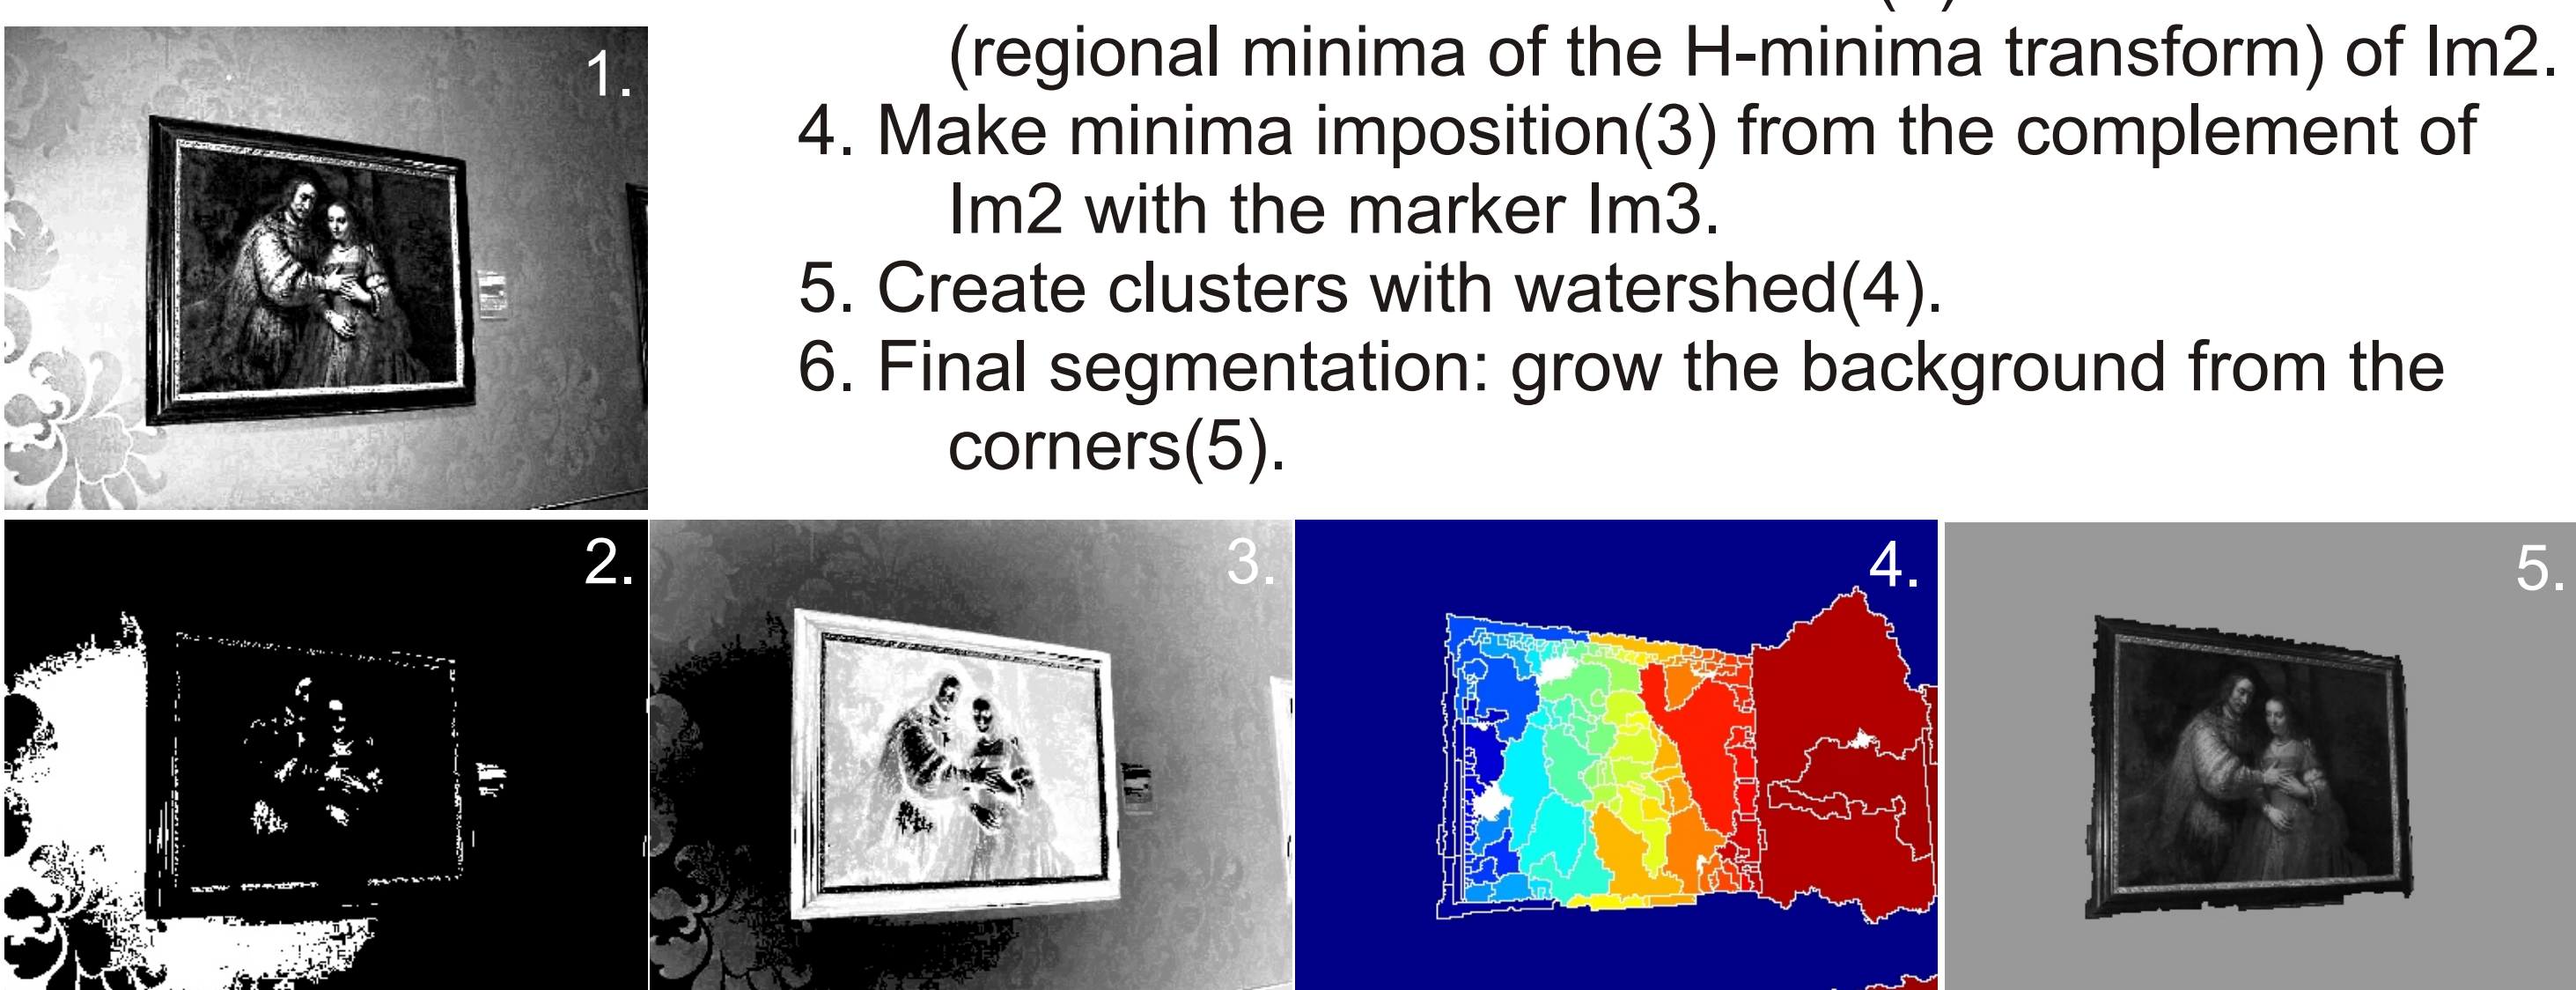 (regional minima of the H-minima transform) of Im2.
4. Make minima imposition(3) from the complement of
Im2 with the marker Im3.
5. Create clusters with watershed(4).
6. Final segmentation: grow the background from the
corners(5).
1.
2.
3.
4.
5.